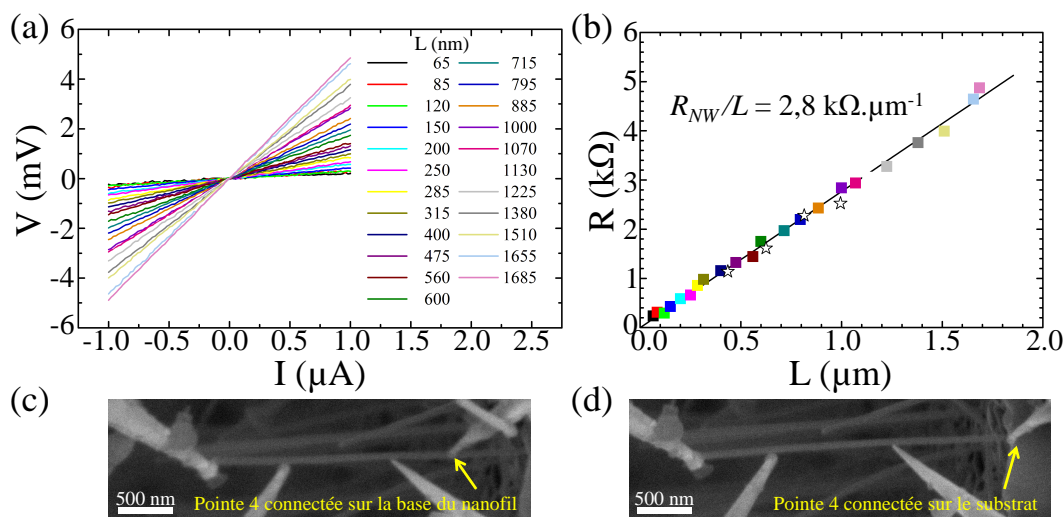 (a)
6
4
2
0
-2
-4
-6
V (mV)
-1.0 -0.5 0.0 0.5 1.0 1.5 2.0 2.5
I (µA)
L (nm)
65 715
85 795
120 885
150 1000
200 1070
250 1130
285 1225
315 1380
400 1510
475 1655
560 1685
600
(b)
6
5
4
3
2
1
0
R (kΩ)
R_NW/L = 2,8 kΩ.µm⁻¹
0.0 0.5 1.0 1.5 2.0
L (µm)
(c)
500 nm
Pointe 4 connectée sur la base du nanofil
(d)
500 nm
Pointe 4 connectée sur le substrat